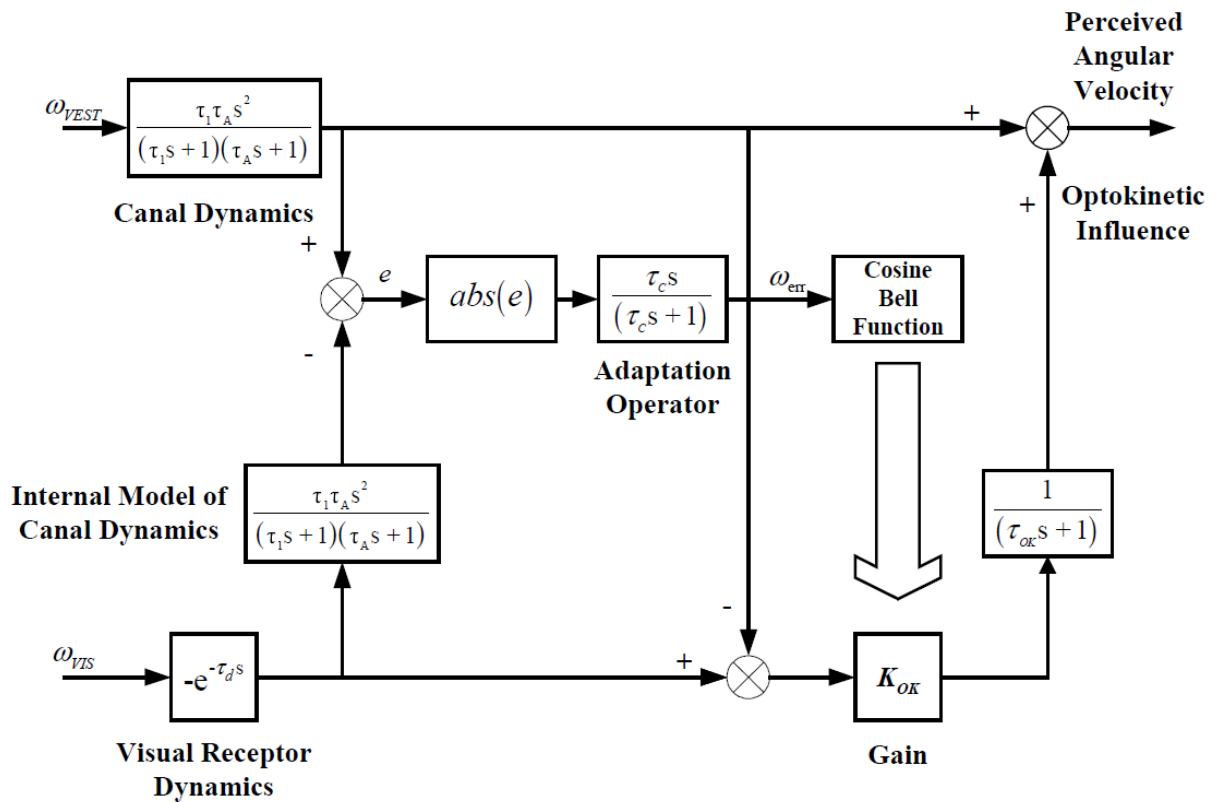 Perceived
Angular
Velocity
ω_VEST
τ₁τ_A s²
(τ₁s + 1)(τ_A s + 1)
+
Canal Dynamics
+
Optokinetic
Influence
+
e
abs(e)
τ_c s
(τ_c s + 1)
ω_err
Cosine
Bell
Function
-
Adaptation
Operator
Internal Model of
Canal Dynamics
τ₁τ_A s²
(τ₁s + 1)(τ_A s + 1)
1
(τ_OK s + 1)
-
ω_VIS
-e^{-τ_d s}
+
K_OK
Visual Receptor
Dynamics
Gain